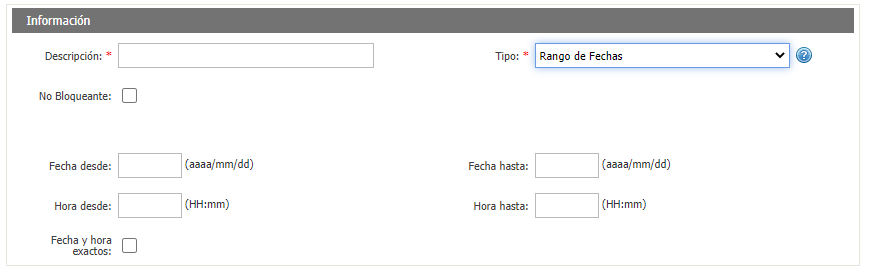 Información
Descripción: * Tipo: * Rango de Fechas ?
No Bloqueante:
Fecha desde: (aaaa/mm/dd) Fecha hasta: (aaaa/mm/dd)
Hora desde: (HH:mm) Hora hasta: (HH:mm)
Fecha y hora
exactos: